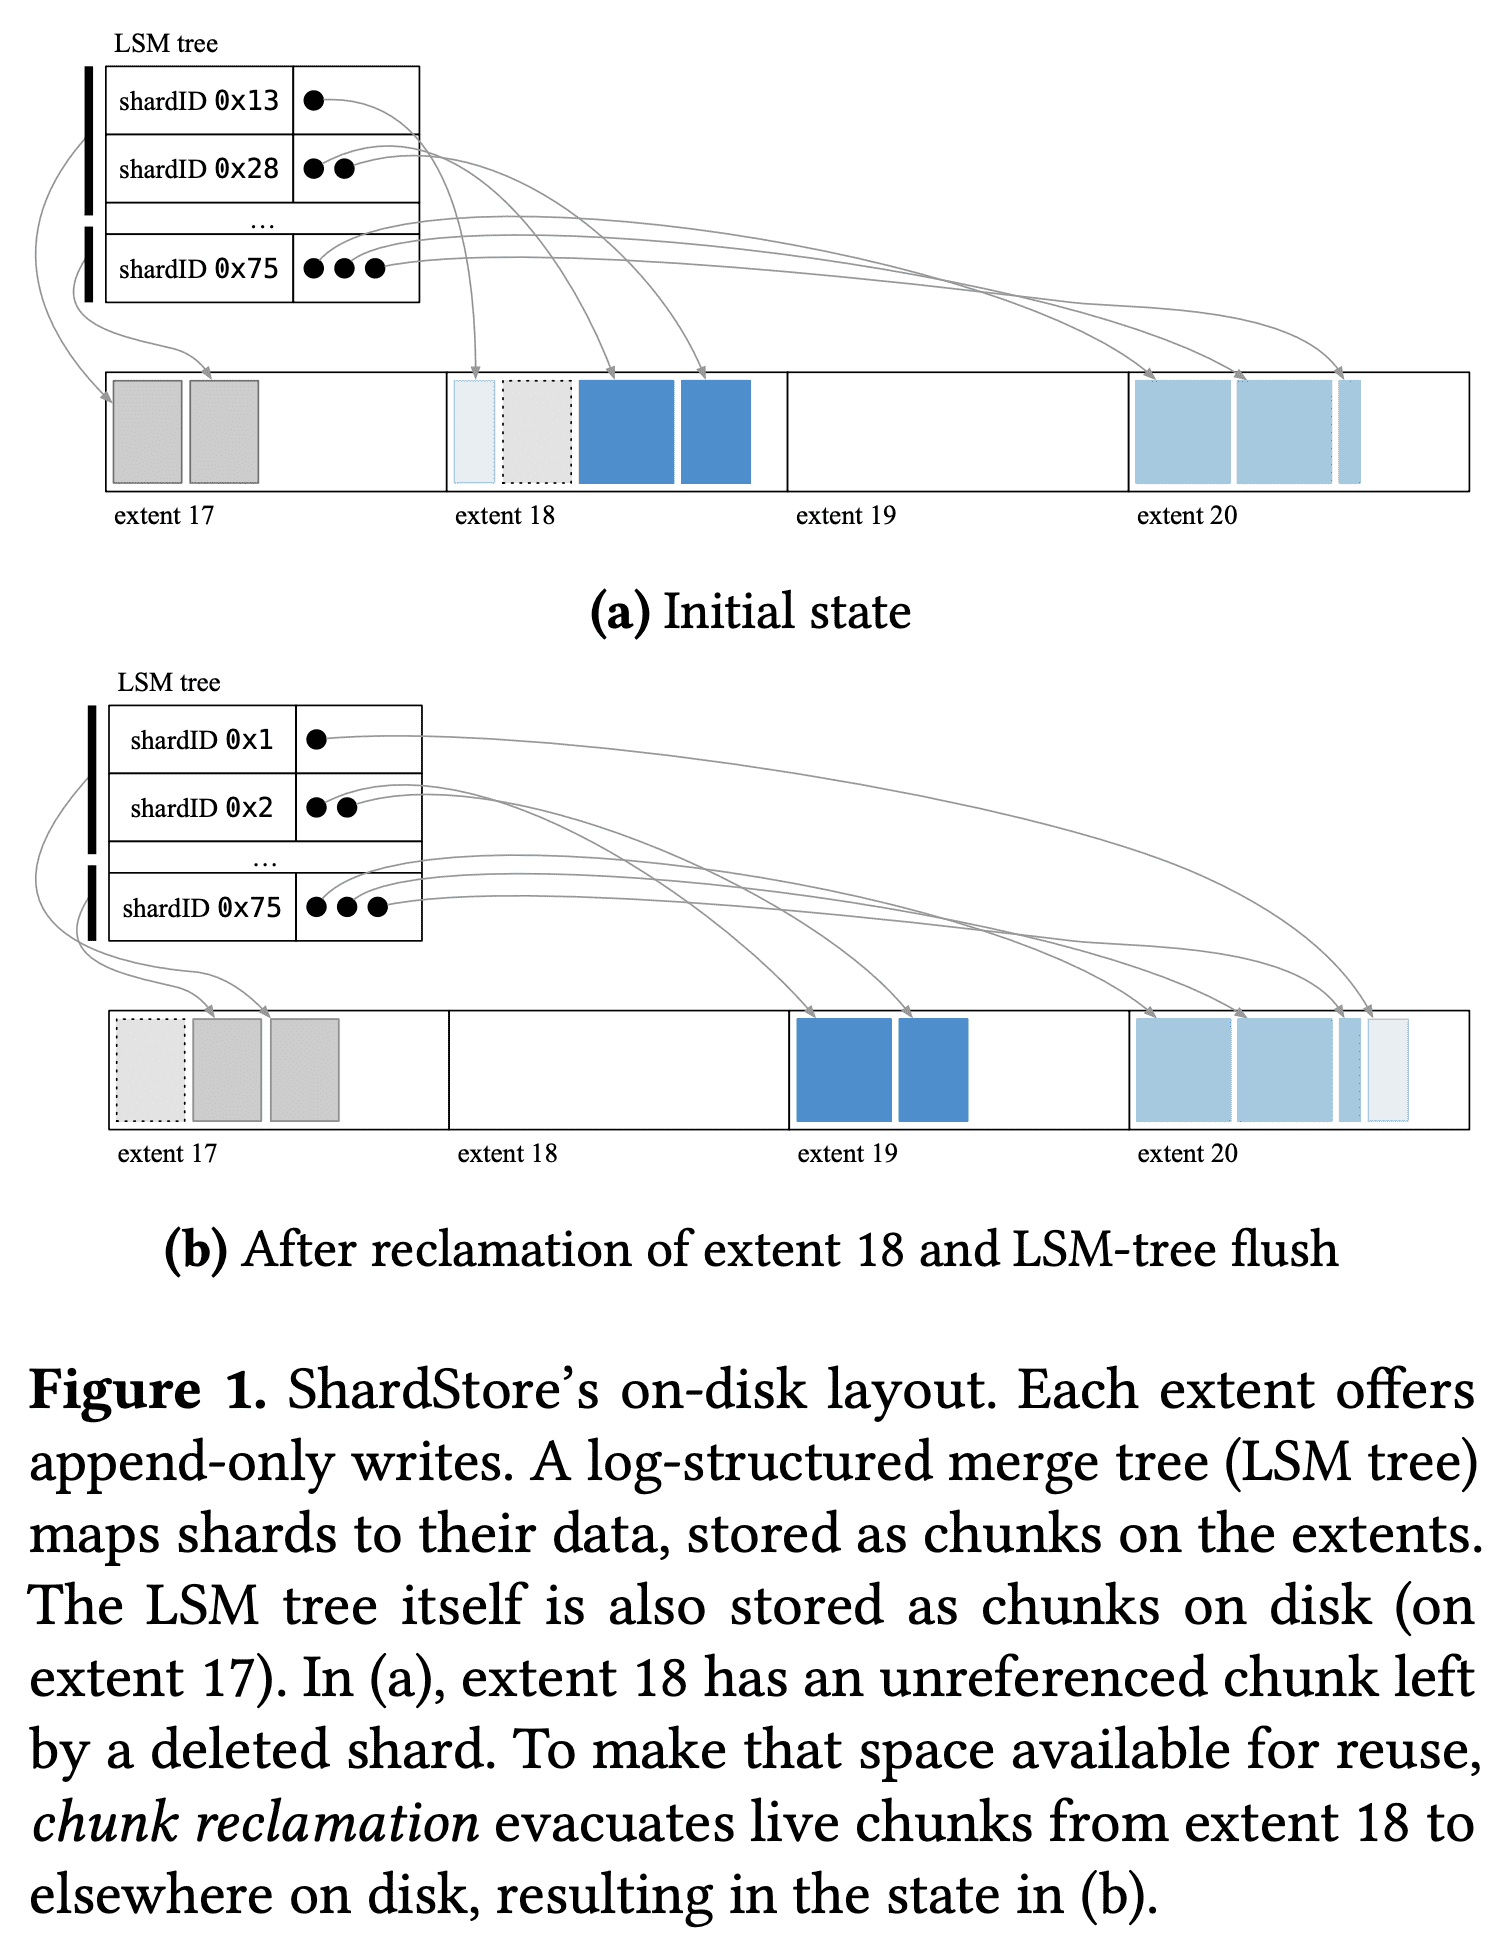 LSM tree
shardID 0x13
shardID 0x28
...
shardID 0x75
extent 17
extent 18
extent 19
extent 20
(a) Initial state
LSM tree
shardID 0x1
shardID 0x2
...
shardID 0x75
extent 17
extent 18
extent 19
extent 20
(b) After reclamation of extent 18 and LSM-tree flush
Figure 1. ShardStore’s on-disk layout. Each extent offers
append-only writes. A log-structured merge tree (LSM tree)
maps shards to their data, stored as chunks on the extents.
The LSM tree itself is also stored as chunks on disk (on
extent 17). In (a), extent 18 has an unreferenced chunk left
by a deleted shard. To make that space available for reuse,
chunk reclamation evacuates live chunks from extent 18 to
elsewhere on disk, resulting in the state in (b).